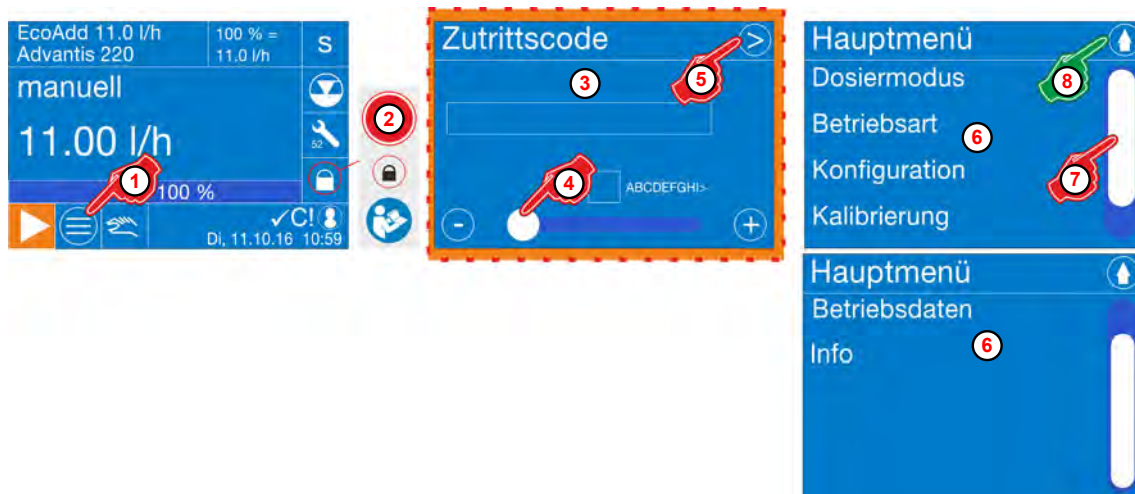 EcoAdd 11.0 l/h
Advantis 220
100 % =
11.0 l/h
S
manuell
11.00 l/h
52
100 %
✓C!
Di, 11.10.16 10:59
1
2
Zutrittscode
>
5
3
4
ABCDEFGHI>
-
+
Hauptmenü
8
Dosiermodus
Betriebsart
6
Konfiguration
7
Kalibrierung
Hauptmenü
Betriebsdaten
Info
6